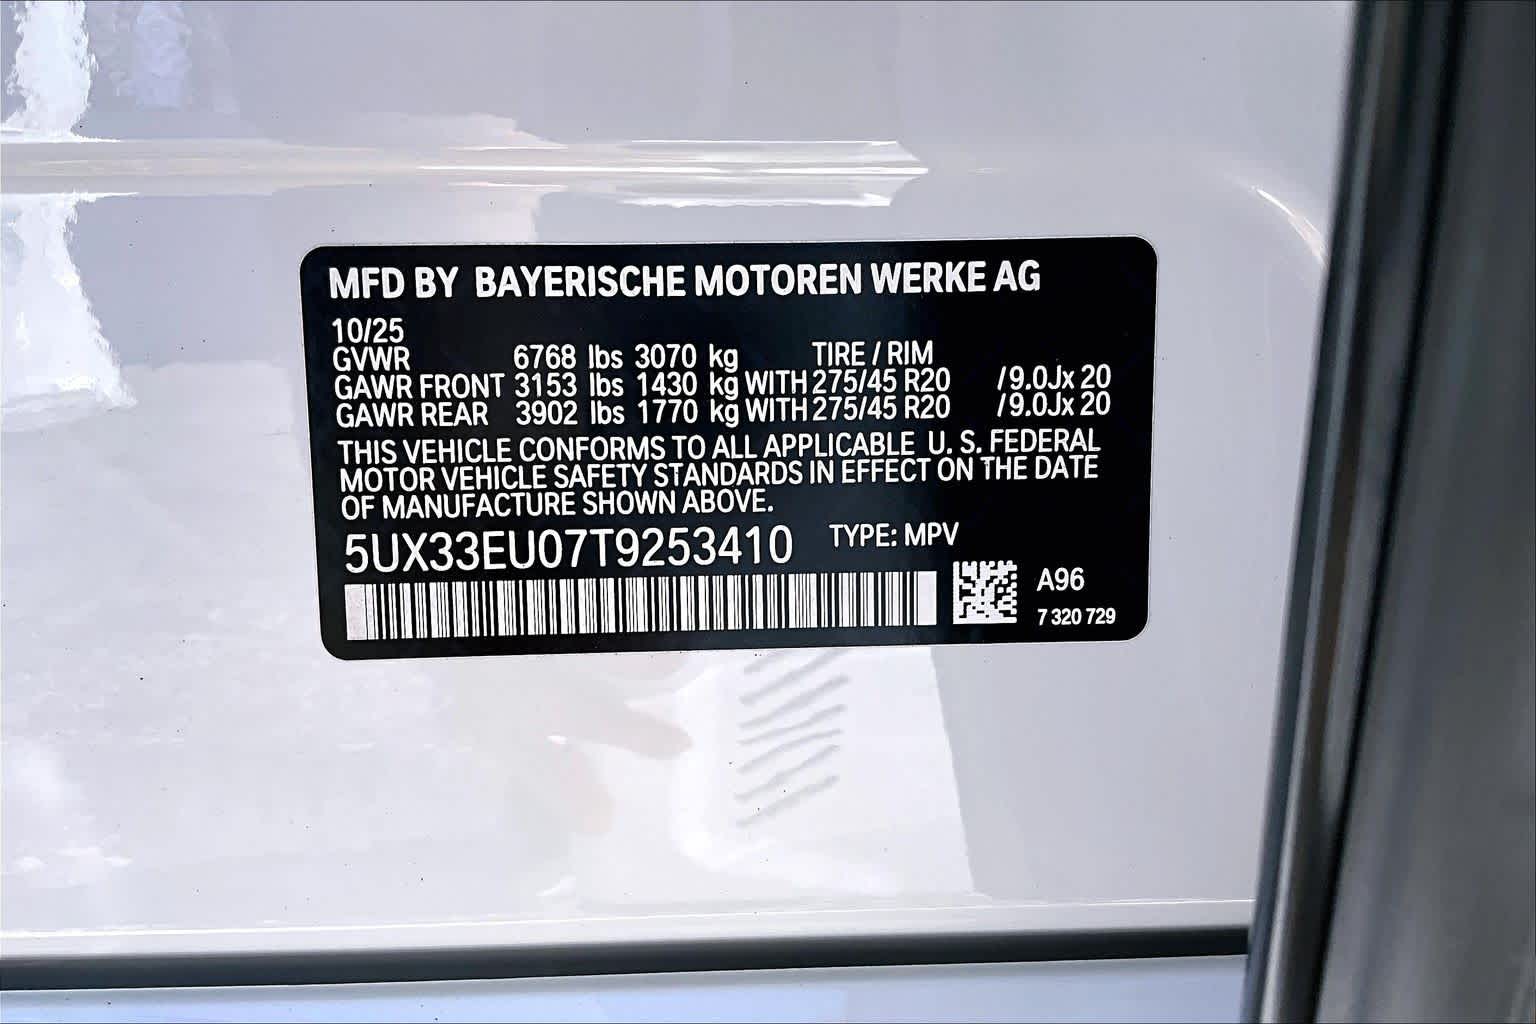 MFD BY BAYERISCHE MOTOREN WERKE AG
10/25
GVWR 6768 lbs 3070 kg TIRE / RIM
GAWR FRONT 3153 lbs 1430 kg WITH 275/45 R20 /9.0Jx 20
GAWR REAR 3902 lbs 1770 kg WITH 275/45 R20 /9.0Jx 20
THIS VEHICLE CONFORMS TO ALL APPLICABLE U. S. FEDERAL
MOTOR VEHICLE SAFETY STANDARDS IN EFFECT ON THE DATE
OF MANUFACTURE SHOWN ABOVE.
5UX33EU07T9253410 TYPE: MPV
A96
7 320 729